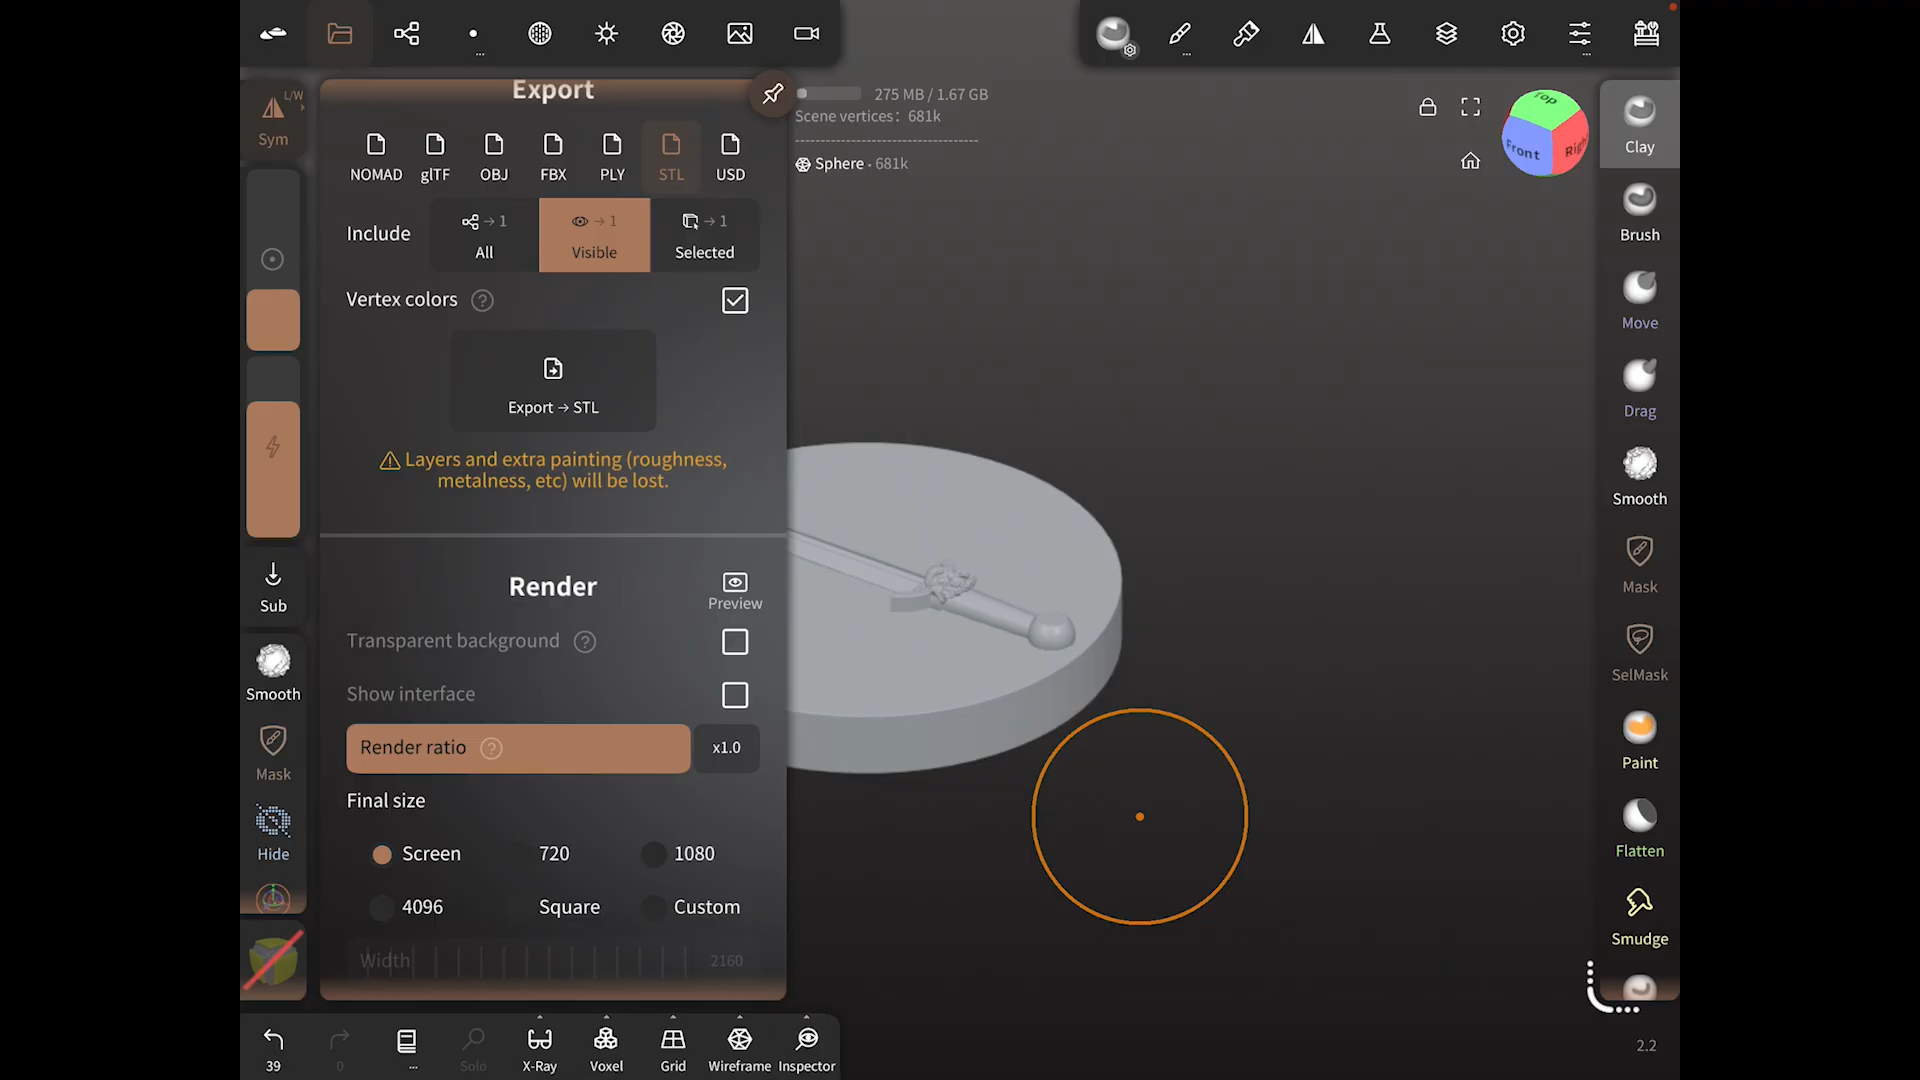 Export
275 MB / 1.67 GB
Scene vertices: 681k
Sphere · 681k
L/W
Sym
NOMAD glTF OBJ FBX PLY STL USD
Include
→ 1 → 1 → 1
All Visible Selected
Vertex colors ?
Export → STL
Layers and extra painting (roughness,
metalness, etc) will be lost.
Render
Preview
Transparent background ?
Show interface
Render ratio ? x1.0
Final size
Screen 720 1080
4096 Square Custom
Width 2160
Sub
Smooth
Mask
Hide
39 0 ... Solo X-Ray Voxel Grid Wireframe Inspector
Top
Front
Clay
Brush
Move
Drag
Smooth
Mask
SelMask
Paint
Flatten
Smudge
2.2